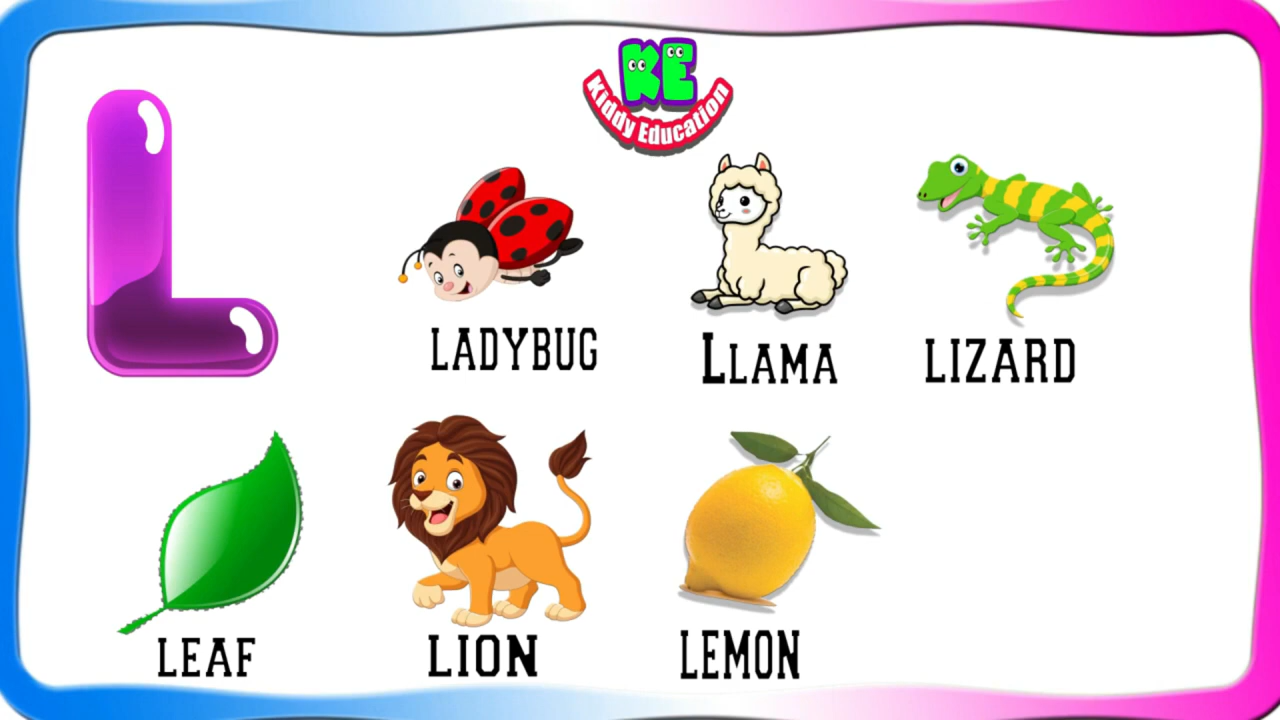 KE
Kiddy Education
L
LADYBUG
LLAMA
LIZARD
LEAF
LION
LEMON